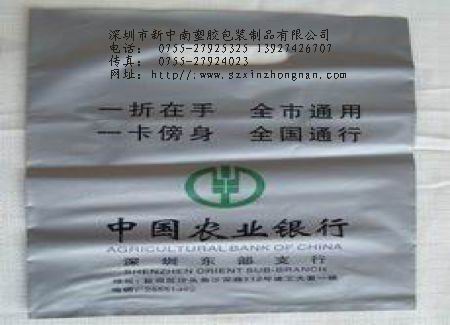 深圳市新中南塑胶包装制品有限公司
电话: 0755-27925325 13927426707
传真: 0755-27924023
网址: http://www.gzxinzhongnan.com
一折在手 全市通用
一卡傍身 全国通行
中国农业银行
AGRICULTURAL BANK OF CHINA
深圳东部支行
SHENZHEN ORIENT SUB-BRANCH